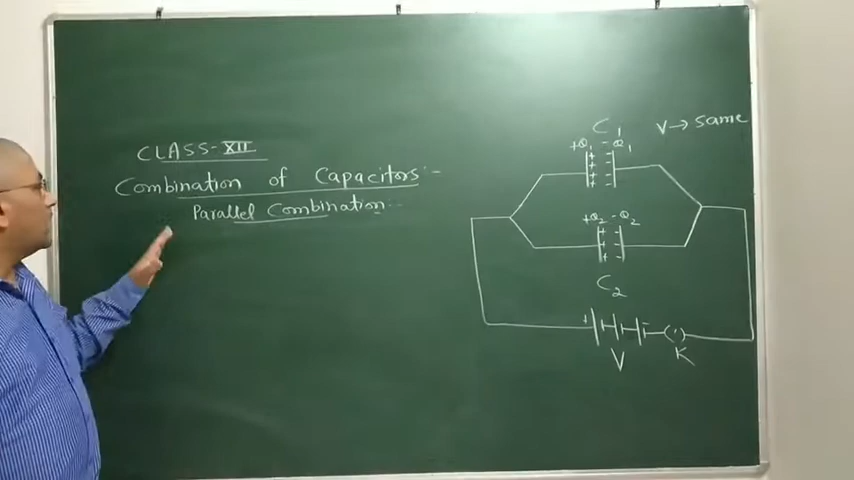 CLASS-XII
Combination of Capacitors:-
Parallel Combination--
C1
V→ Same
+Q1 -Q1
+Q2 -Q2
C2
+ -
V
K